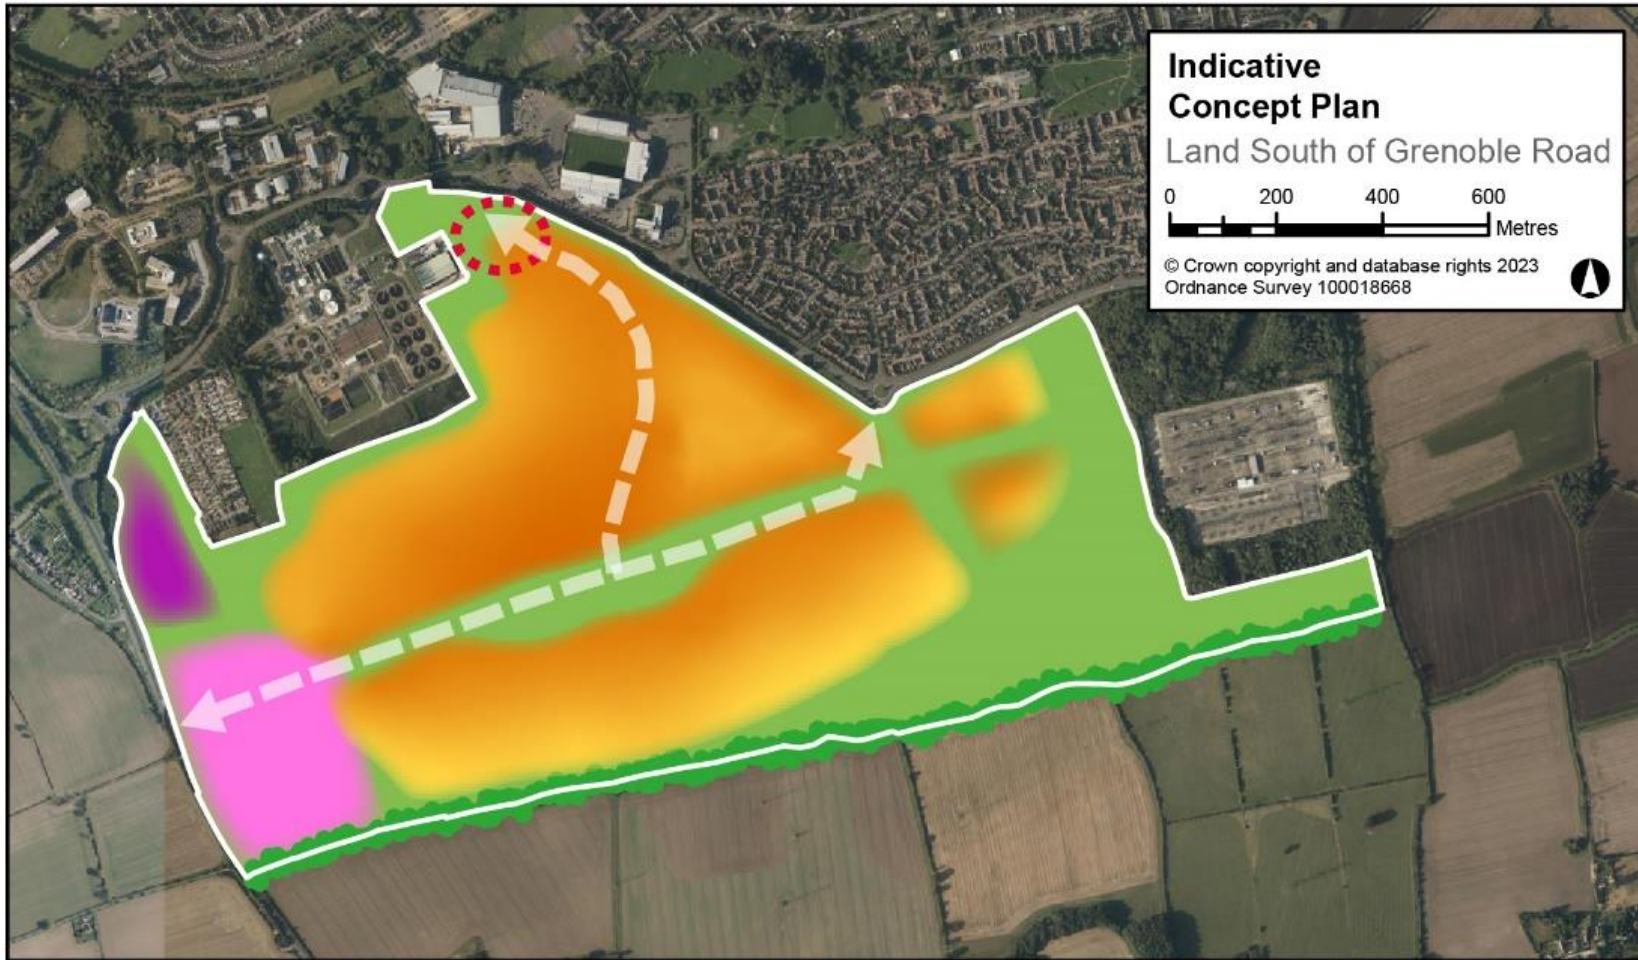 Indicative
Concept Plan
Land South of Grenoble Road
0 200 400 600
Metres
© Crown copyright and database rights 2023
Ordnance Survey 100018668